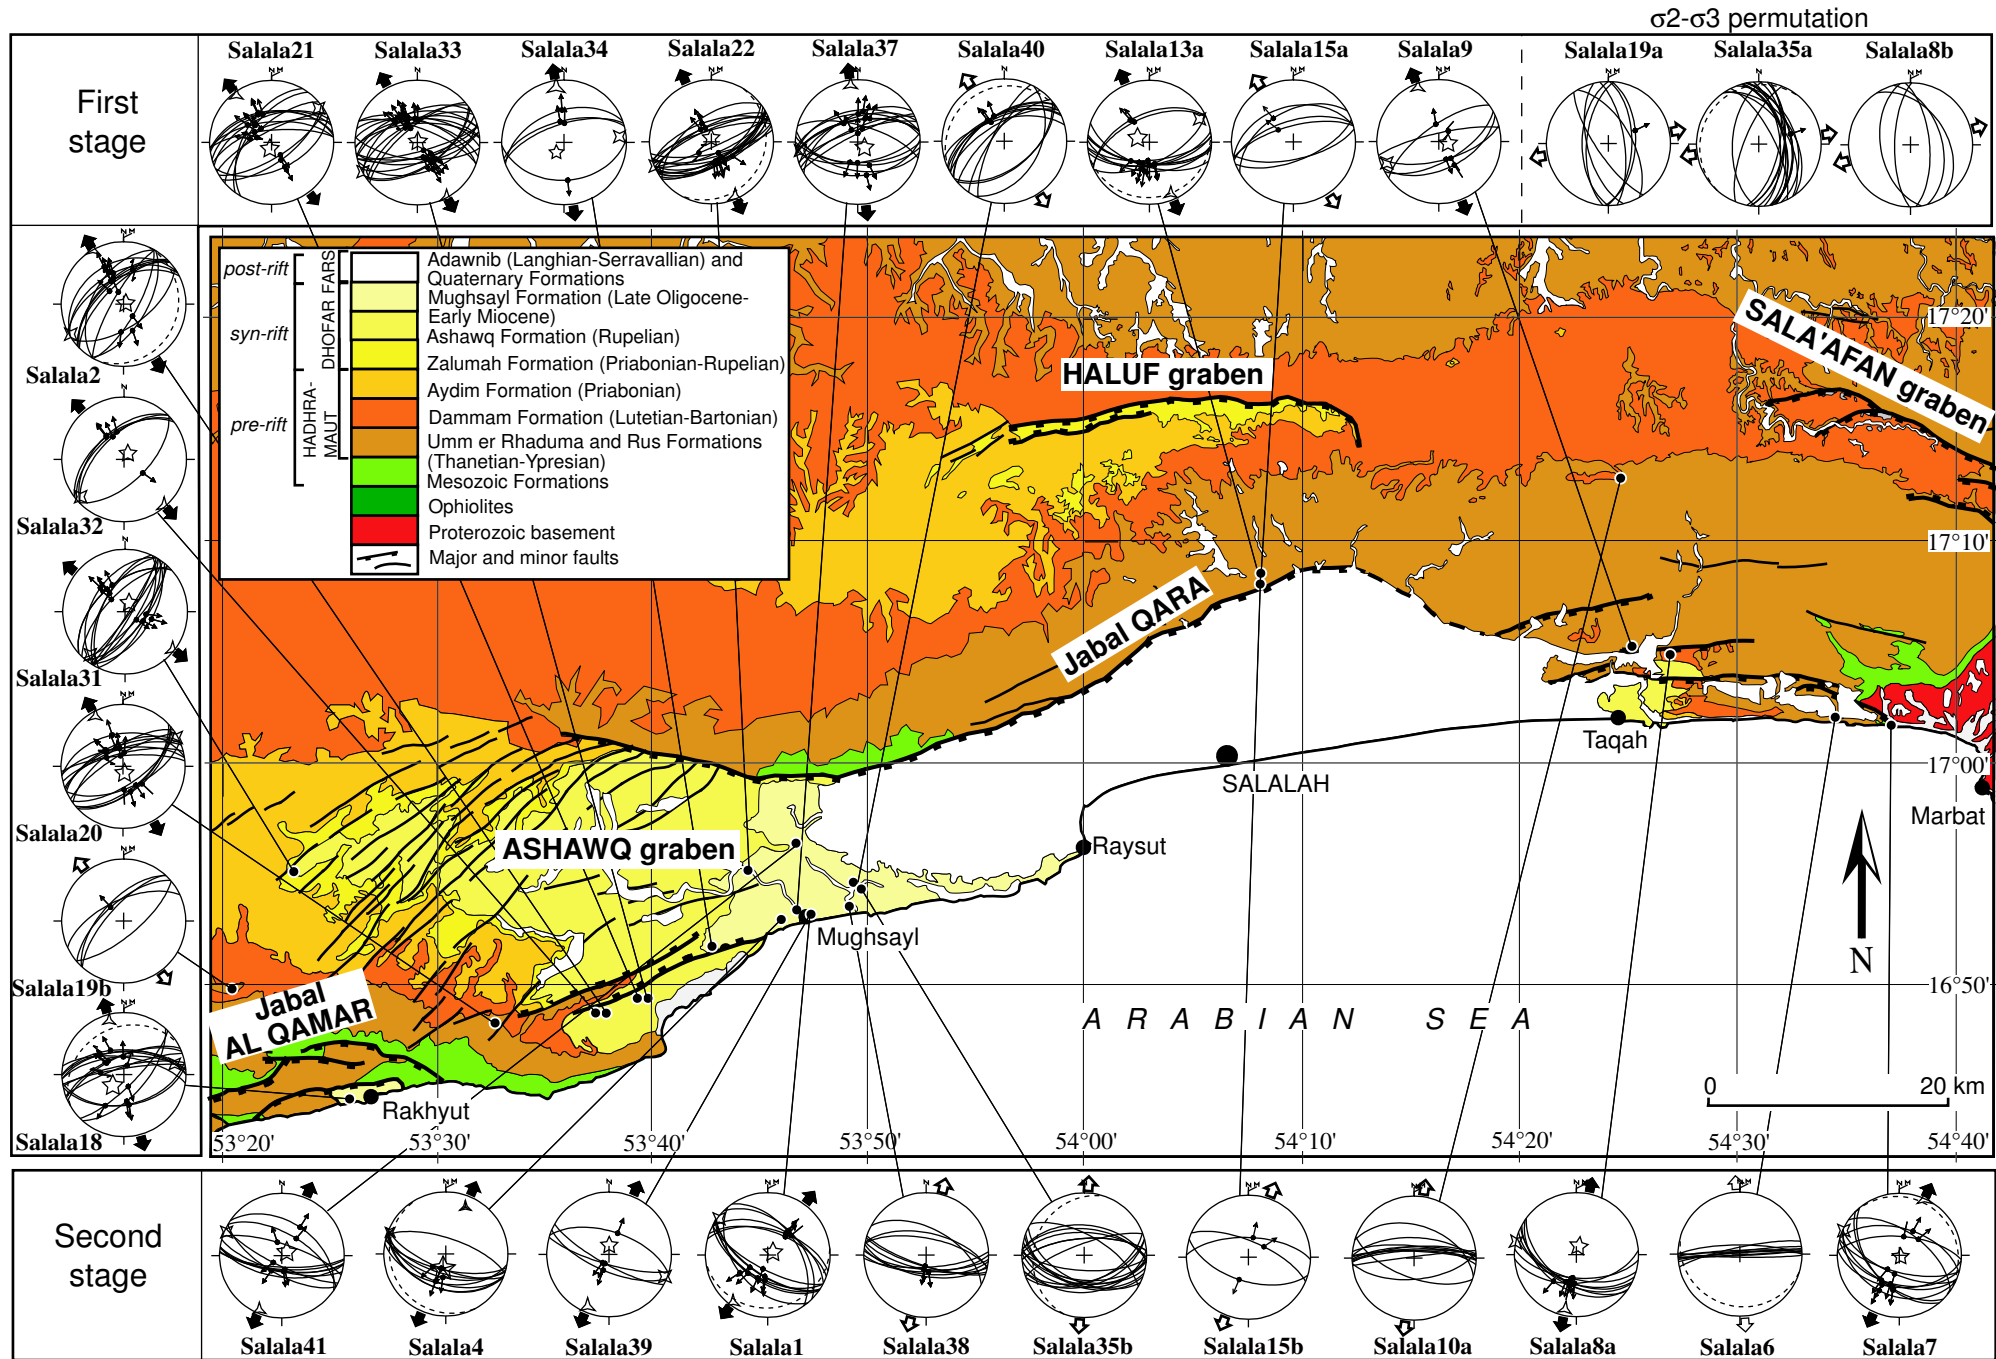 σ2-σ3 permutation
First
stage
Salala21
Salala33
Salala34
Salala22
Salala37
Salala40
Salala13a
Salala15a
Salala9
Salala19a
Salala35a
Salala8b
Salala2
Salala32
Salala31
Salala20
Salala19b
Salala18
post-rift
syn-rift
pre-rift
DHOFAR FARS
HADHRA-
MAUT
Adawnib (Langhian-Serravallian) and
Quaternary Formations
Mughsayl Formation (Late Oligocene-
Early Miocene)
Ashawq Formation (Rupelian)
Zalumah Formation (Priabonian-Rupelian)
Aydim Formation (Priabonian)
Dammam Formation (Lutetian-Bartonian)
Umm er Rhaduma and Rus Formations
(Thanetian-Ypresian)
Mesozoic Formations
Ophiolites
Proterozoic basement
Major and minor faults
HALUF graben
SALA'AFAN graben
Jabal QARA
ASHAWQ graben
Jabal
AL QAMAR
17°20'
17°10'
17°00'
16°50'
Taqah
SALALAH
Marbat
Raysut
Mughsayl
Rakhyut
ARABIAN SEA
N
0 20 km
53°20'
53°30'
53°40'
53°50'
54°00'
54°10'
54°20'
54°30'
54°40'
Second
stage
Salala41
Salala4
Salala39
Salala1
Salala38
Salala35b
Salala15b
Salala10a
Salala8a
Salala6
Salala7